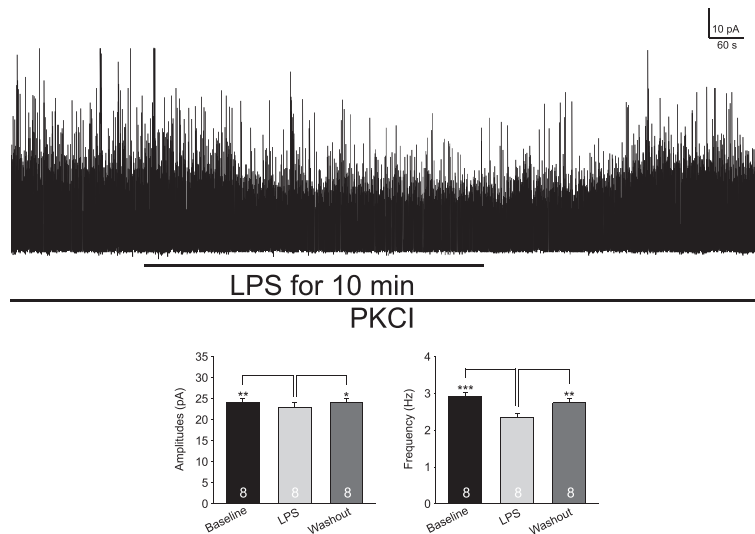 10 pA
60 s
LPS for 10 min
PKCI
35
30
25
20
15
10
5
0
Amplitudes (pA)
**
*
8
8
8
Baseline
LPS
Washout
4
3
2
1
0
Frequency (Hz)
***
**
8
8
8
Baseline
LPS
Washout